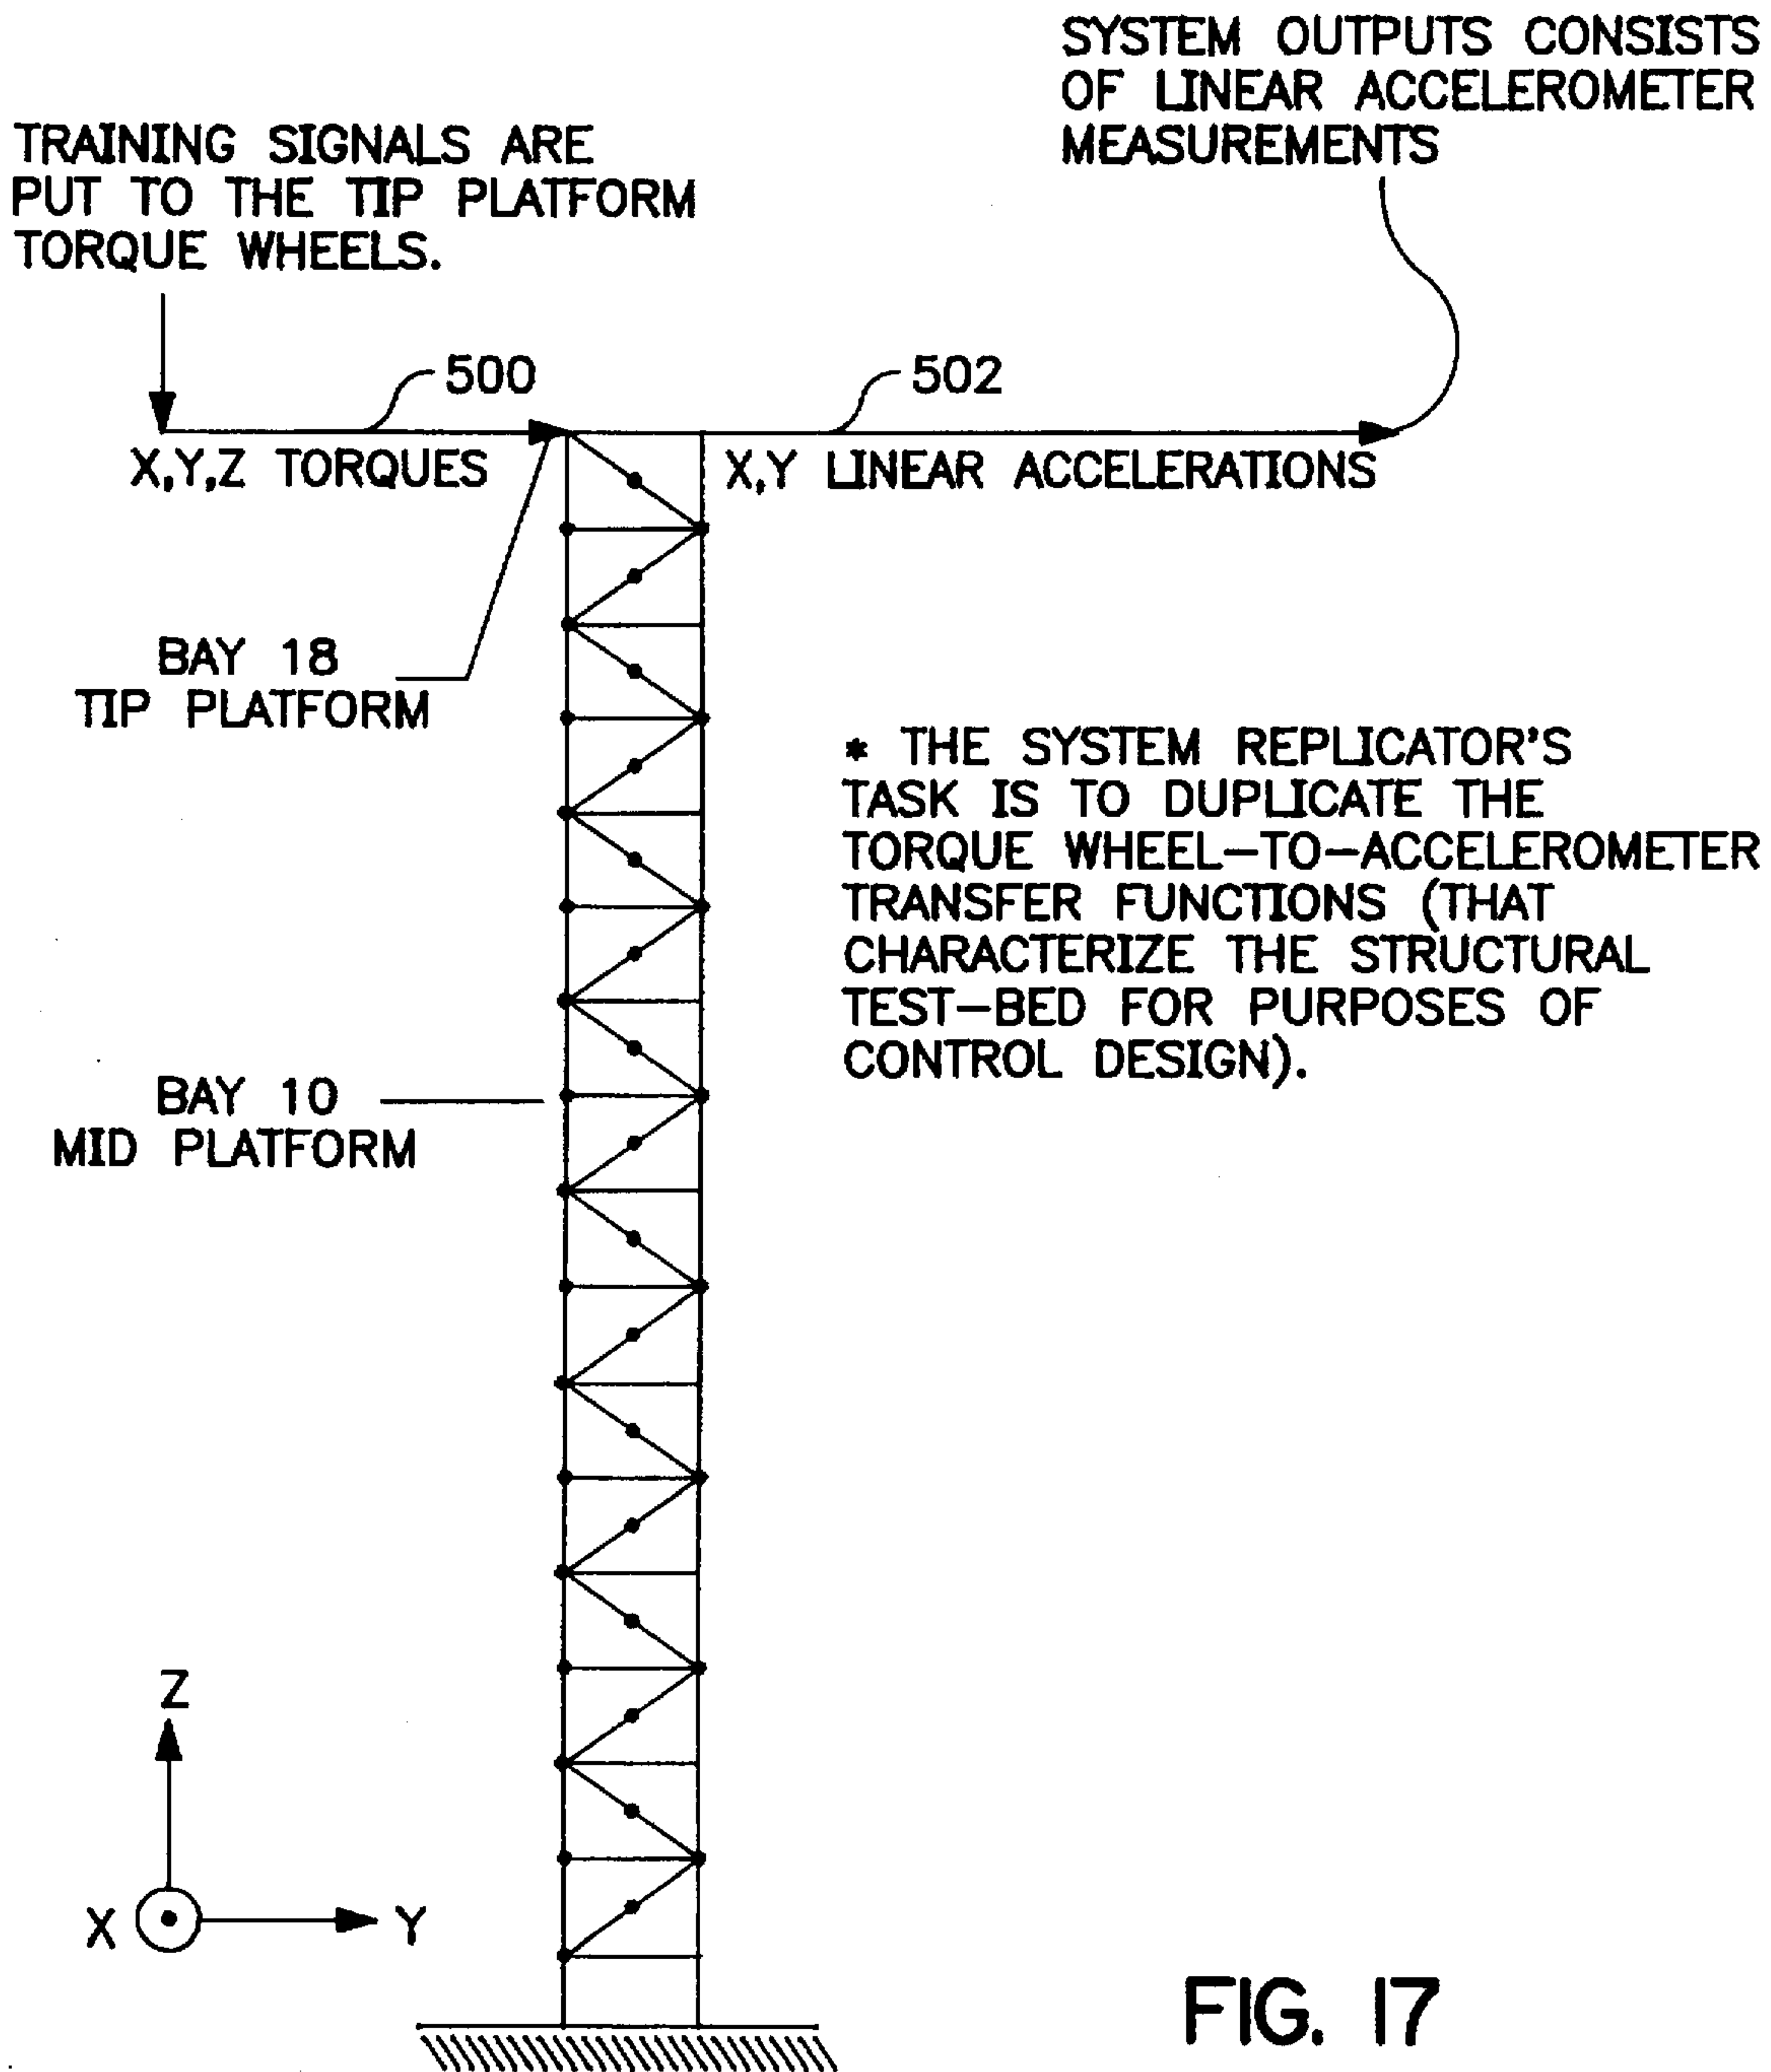 SYSTEM OUTPUTS CONSISTS
OF LINEAR ACCELEROMETER
MEASUREMENTS
TRAINING SIGNALS ARE
PUT TO THE TIP PLATFORM
TORQUE WHEELS.
500
502
X,Y,Z TORQUES
X,Y LINEAR ACCELERATIONS
BAY 18
TIP PLATFORM
* THE SYSTEM REPLICATOR'S
TASK IS TO DUPLICATE THE
TORQUE WHEEL-TO-ACCELEROMETER
TRANSFER FUNCTIONS (THAT
CHARACTERIZE THE STRUCTURAL
TEST-BED FOR PURPOSES OF
CONTROL DESIGN).
BAY 10
MID PLATFORM
Z
X
Y
FIG. 17